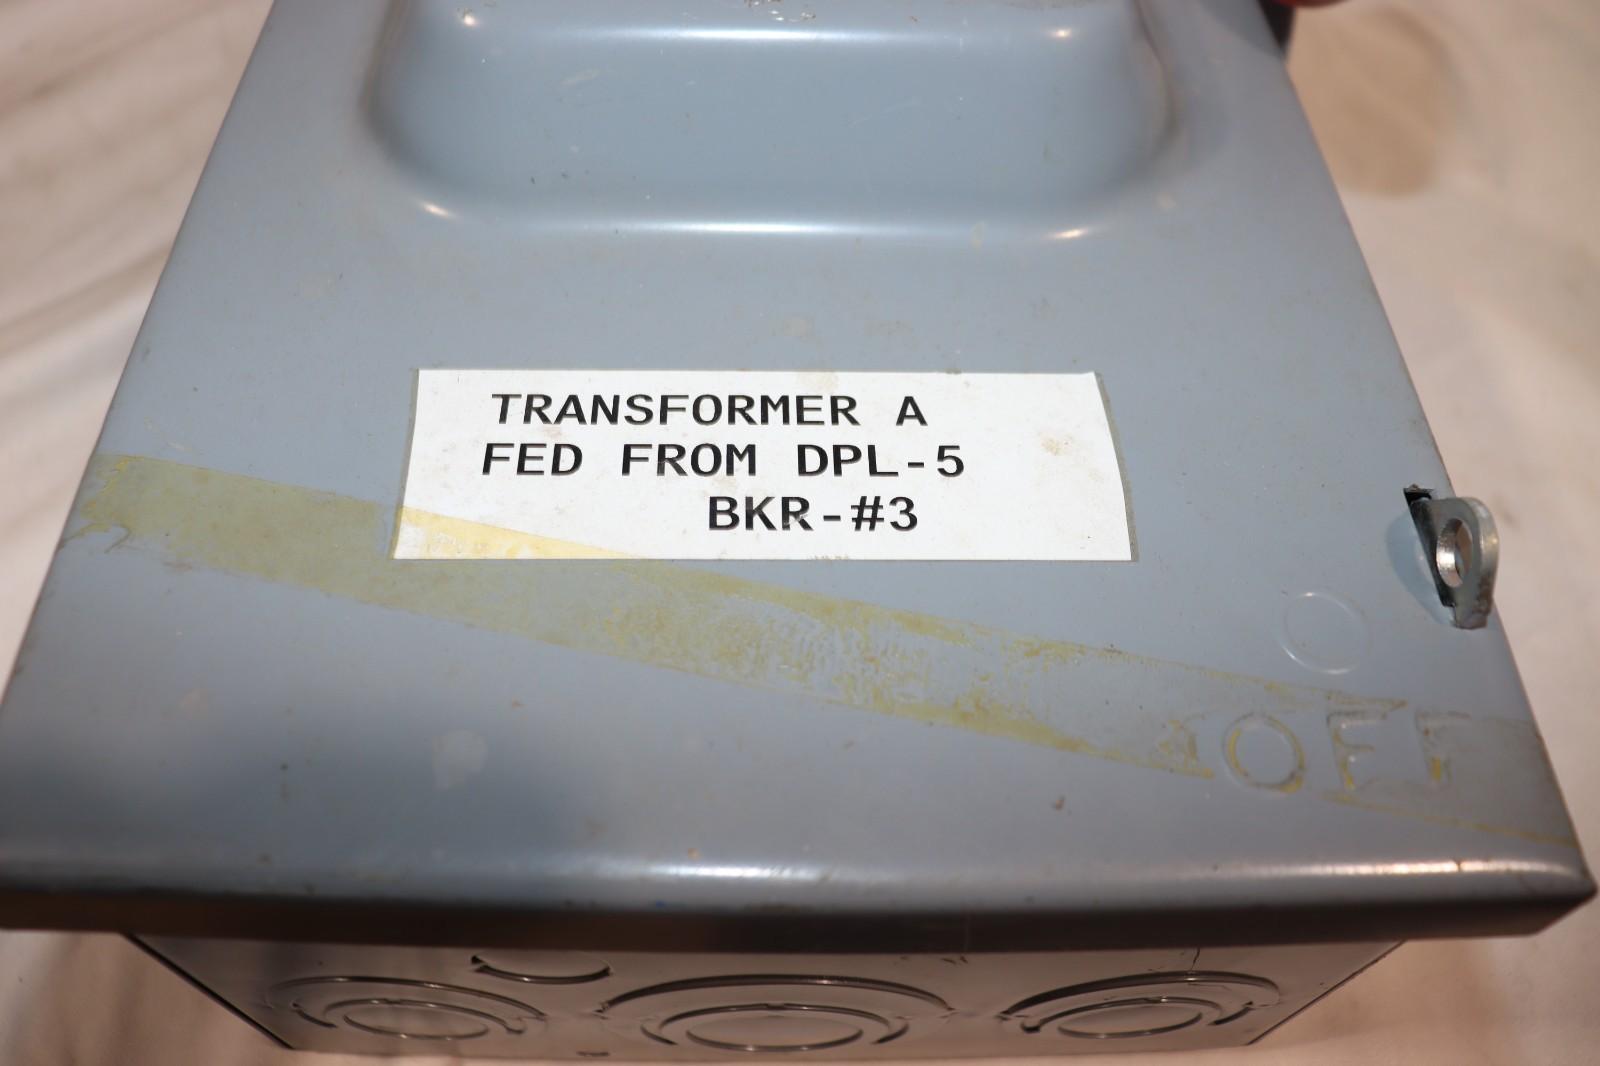 TRANSFORMER A
FED FROM DPL-5
BKR-#3
OFF